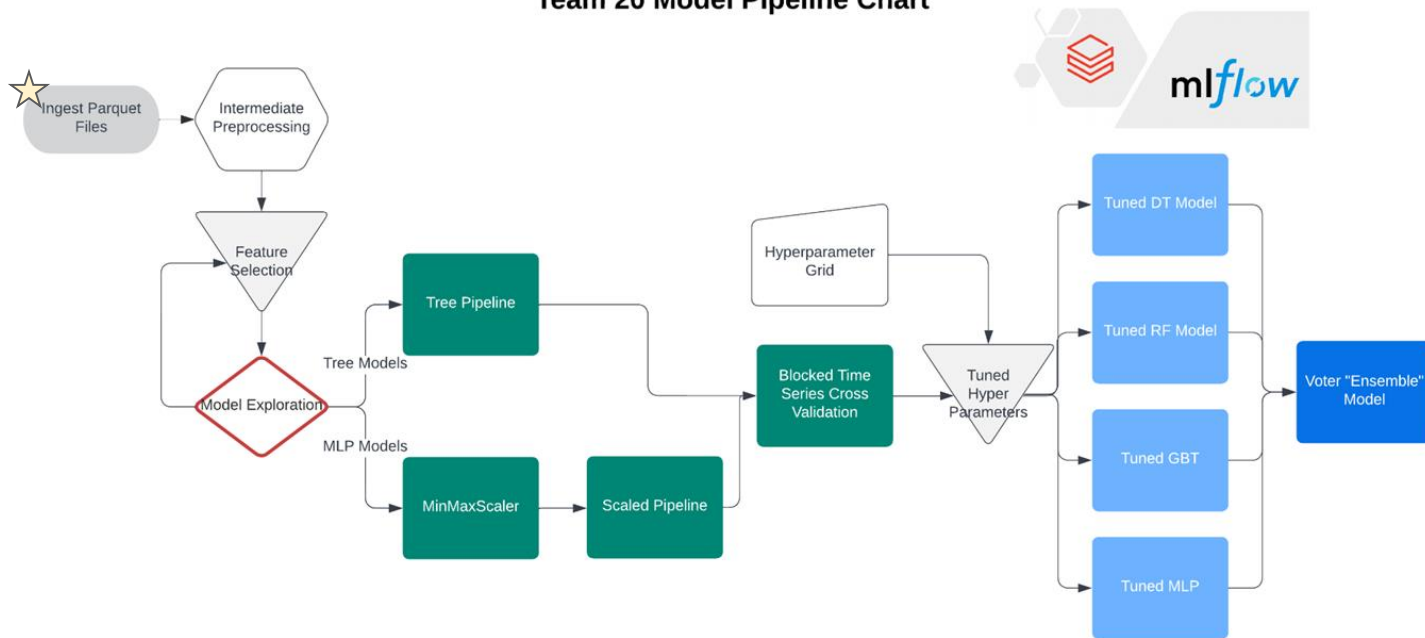 Team 20 Model Pipeline Chart
mlflow
Ingest Parquet
Files
Intermediate
Preprocessing
Feature
Selection
Model Exploration
Tree Models
MLP Models
Tree Pipeline
MinMaxScaler
Scaled Pipeline
Hyperparameter
Grid
Blocked Time
Series Cross
Validation
Tuned
Hyper
Parameters
Tuned DT Model
Tuned RF Model
Tuned GBT
Tuned MLP
Voter "Ensemble"
Model